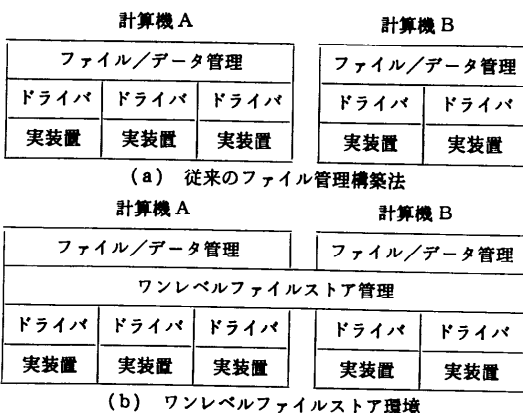 計算機A 計算機B
ファイル/データ管理 ファイル/データ管理
ドライバ ドライバ ドライバ ドライバ ドライバ
実装置 実装置 実装置 実装置 実装置
(a) 従来のファイル管理構築法
計算機A 計算機B
ファイル/データ管理 ファイル/データ管理
ワンレベルファイルストア管理
ドライバ ドライバ ドライバ ドライバ ドライバ
実装置 実装置 実装置 実装置 実装置
(b) ワンレベルファイルストア環境